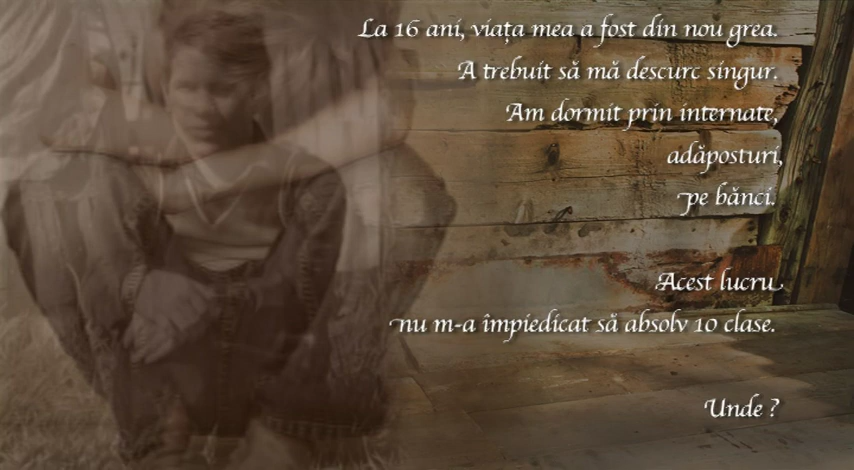 La 16 ani, viața mea a fost din nou grea.
A trebuit să mă descurc singur.
Am dormit prin internate,
adăposturi,
pe bănci.
Acest lucru
nu m-a împiedicat să absolv 10 clase.
Unde ?